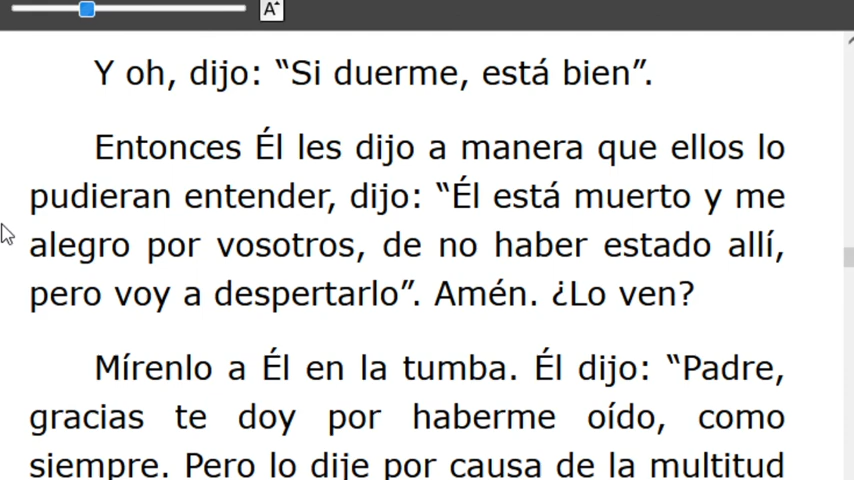 A
Y oh, dijo: “Si duerme, está bien”.
Entonces Él les dijo a manera que ellos lo
pudieran entender, dijo: “Él está muerto y me
alegro por vosotros, de no haber estado allí,
pero voy a despertarlo”. Amén. ¿Lo ven?
Mírenlo a Él en la tumba. Él dijo: “Padre,
gracias te doy por haberme oído, como
siempre. Pero lo dije por causa de la multitud